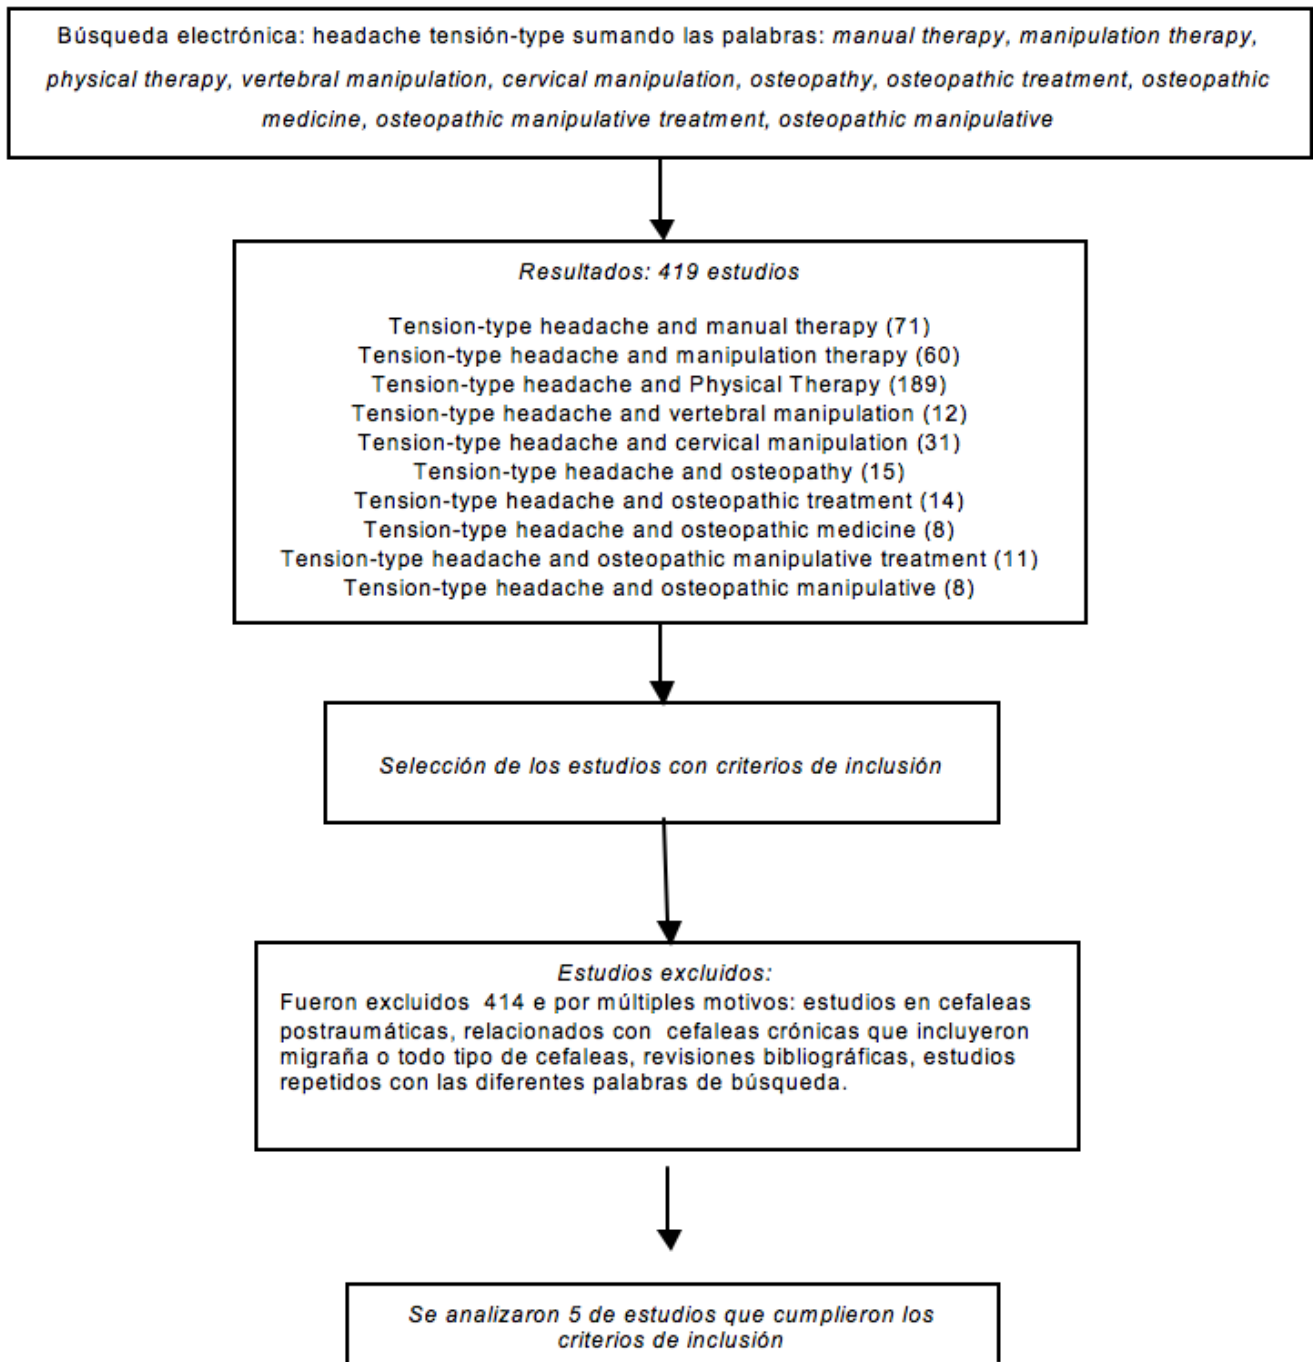 Búsqueda electrónica: headache tensión-type sumando las palabras: manual therapy, manipulation therapy,
physical therapy, vertebral manipulation, cervical manipulation, osteopathy, osteopathic treatment, osteopathic
medicine, osteopathic manipulative treatment, osteopathic manipulative
Resultados: 419 estudios
Tension-type headache and manual therapy (71)
Tension-type headache and manipulation therapy (60)
Tension-type headache and Physical Therapy (189)
Tension-type headache and vertebral manipulation (12)
Tension-type headache and cervical manipulation (31)
Tension-type headache and osteopathy (15)
Tension-type headache and osteopathic treatment (14)
Tension-type headache and osteopathic medicine (8)
Tension-type headache and osteopathic manipulative treatment (11)
Tension-type headache and osteopathic manipulative (8)
Selección de los estudios con criterios de inclusión
Estudios excluidos:
Fueron excluidos 414 e por múltiples motivos: estudios en cefaleas
postraumáticas, relacionados con cefaleas crónicas que incluyeron
migraña o todo tipo de cefaleas, revisiones bibliográficas, estudios
repetidos con las diferentes palabras de búsqueda.
Se analizaron 5 de estudios que cumplieron los
criterios de inclusión